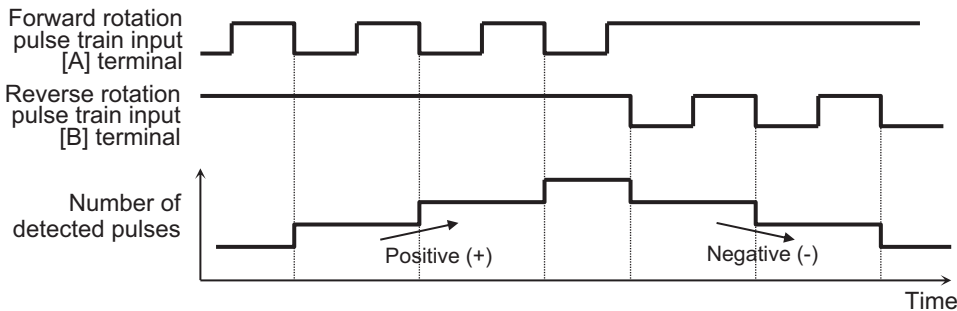 Forward rotation
pulse train input
[A] terminal
Reverse rotation
pulse train input
[B] terminal
Number of
detected pulses
Positive (+)
Negative (-)
Time